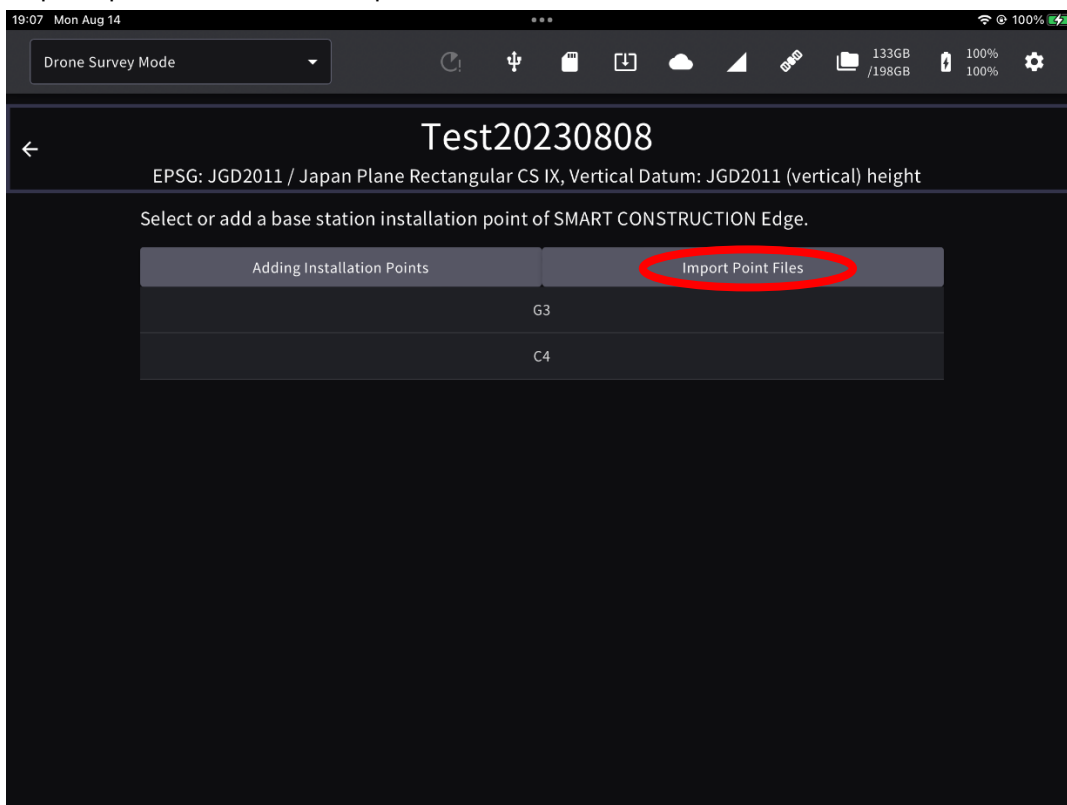 19:07 Mon Aug 14
100%
Drone Survey Mode
133GB
/198GB
100%
100%
Test20230808
EPSG: JGD2011 / Japan Plane Rectangular CS IX, Vertical Datum: JGD2011 (vertical) height
Select or add a base station installation point of SMART CONSTRUCTION Edge.
Adding Installation Points
Import Point Files
G3
C4